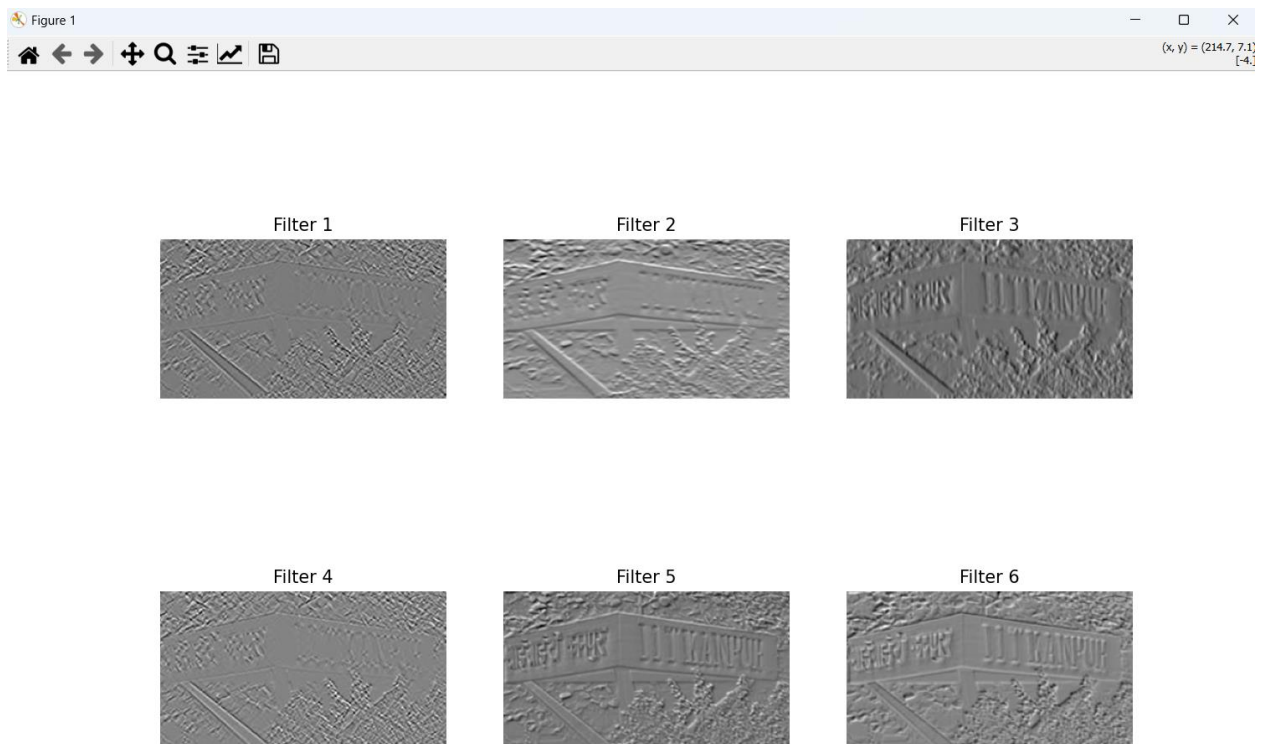 Figure 1
(x, y) = (214.7, 7.1)
[-4.]
Filter 1
Filter 2
Filter 3
IIT KANPUR
Filter 4
Filter 5
Filter 6
IIT KANPUR
IIT KANPUR